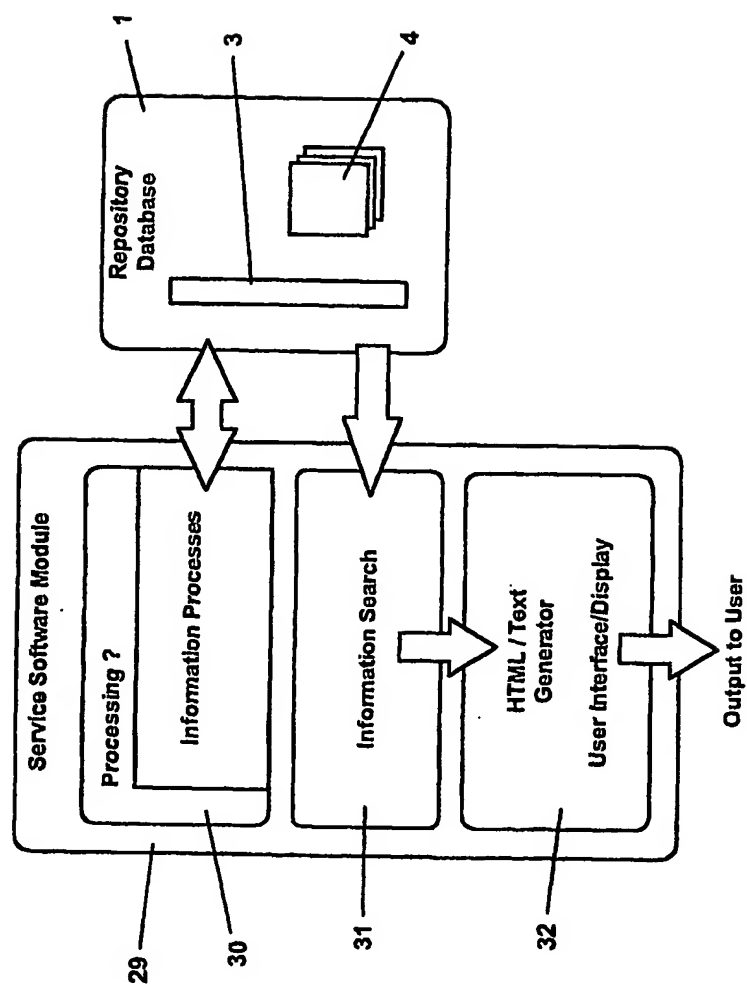 Service Software Module
Processing ?
Information Processes
Information Search
HTML / Text
Generator
User Interface/Display
Output to User
Repository
Database
1
3
4
29
30
31
32